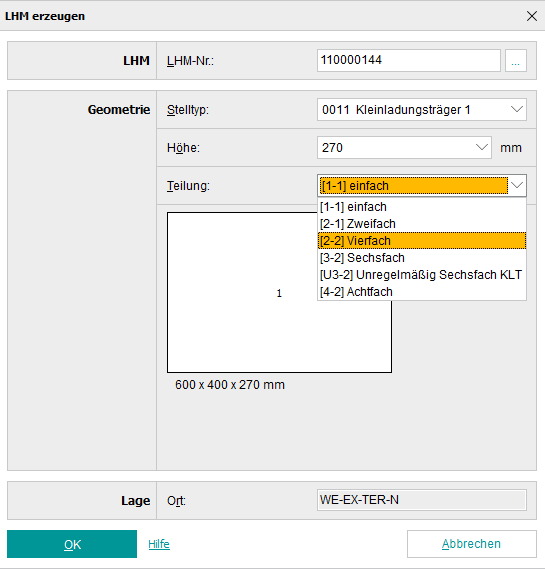 LHM erzeugen
LHM LHM-Nr.: 110000144 ...
Geometrie Stelltyp: 0011 Kleinladungsträger 1
Höhe: 270 mm
Teilung: [1-1] einfach
[1-1] einfach
[2-1] Zweifach
[2-2] Vierfach
[3-2] Sechsfach
[U3-2] Unregelmäßig Sechsfach KLT
[4-2] Achtfach
1
600 x 400 x 270 mm
Lage Ort: WE-EX-TER-N
OK Hilfe Abbrechen